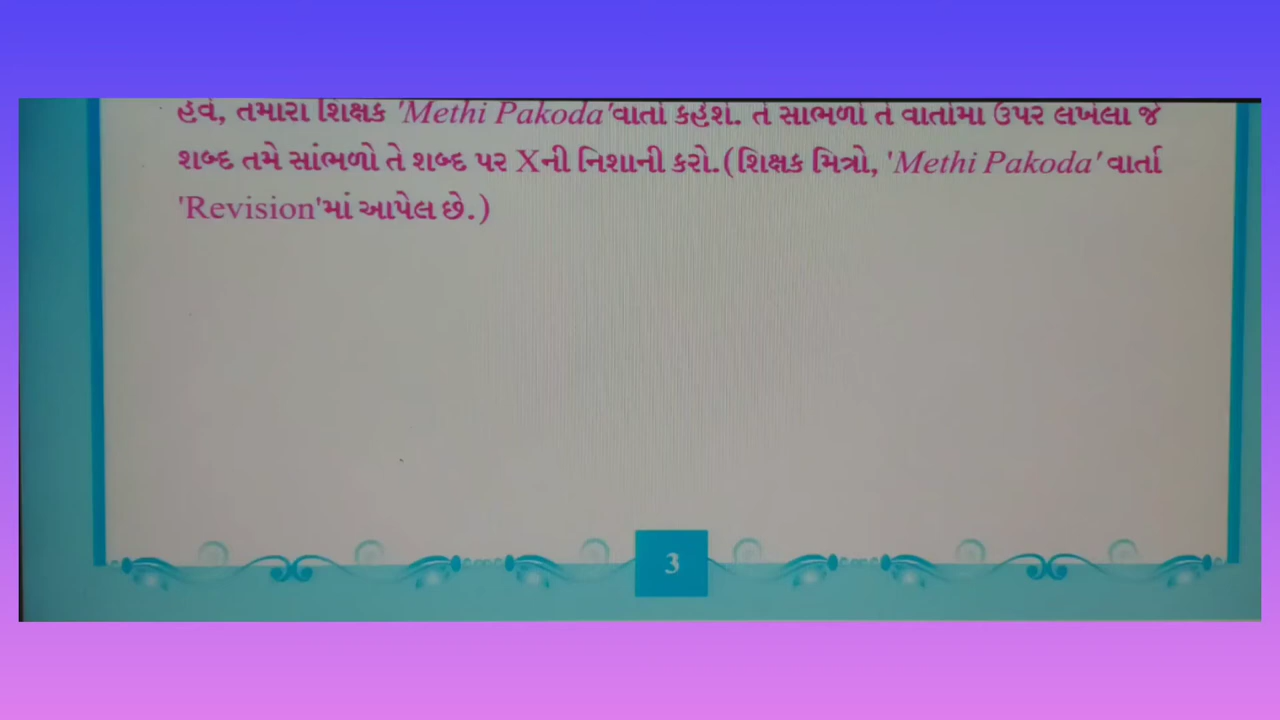 હવે, તમારા શિક્ષક 'Methi Pakoda'વાર્તા કહેશે. તે સાંભળો તે વાર્તામાં ઉપર લખેલા જે
શબ્દ તમે સાંભળો તે શબ્દ પર Xની નિશાની કરો.(શિક્ષક મિત્રો, 'Methi Pakoda' વાર્તા
'Revision'માં આપેલ છે.)
3